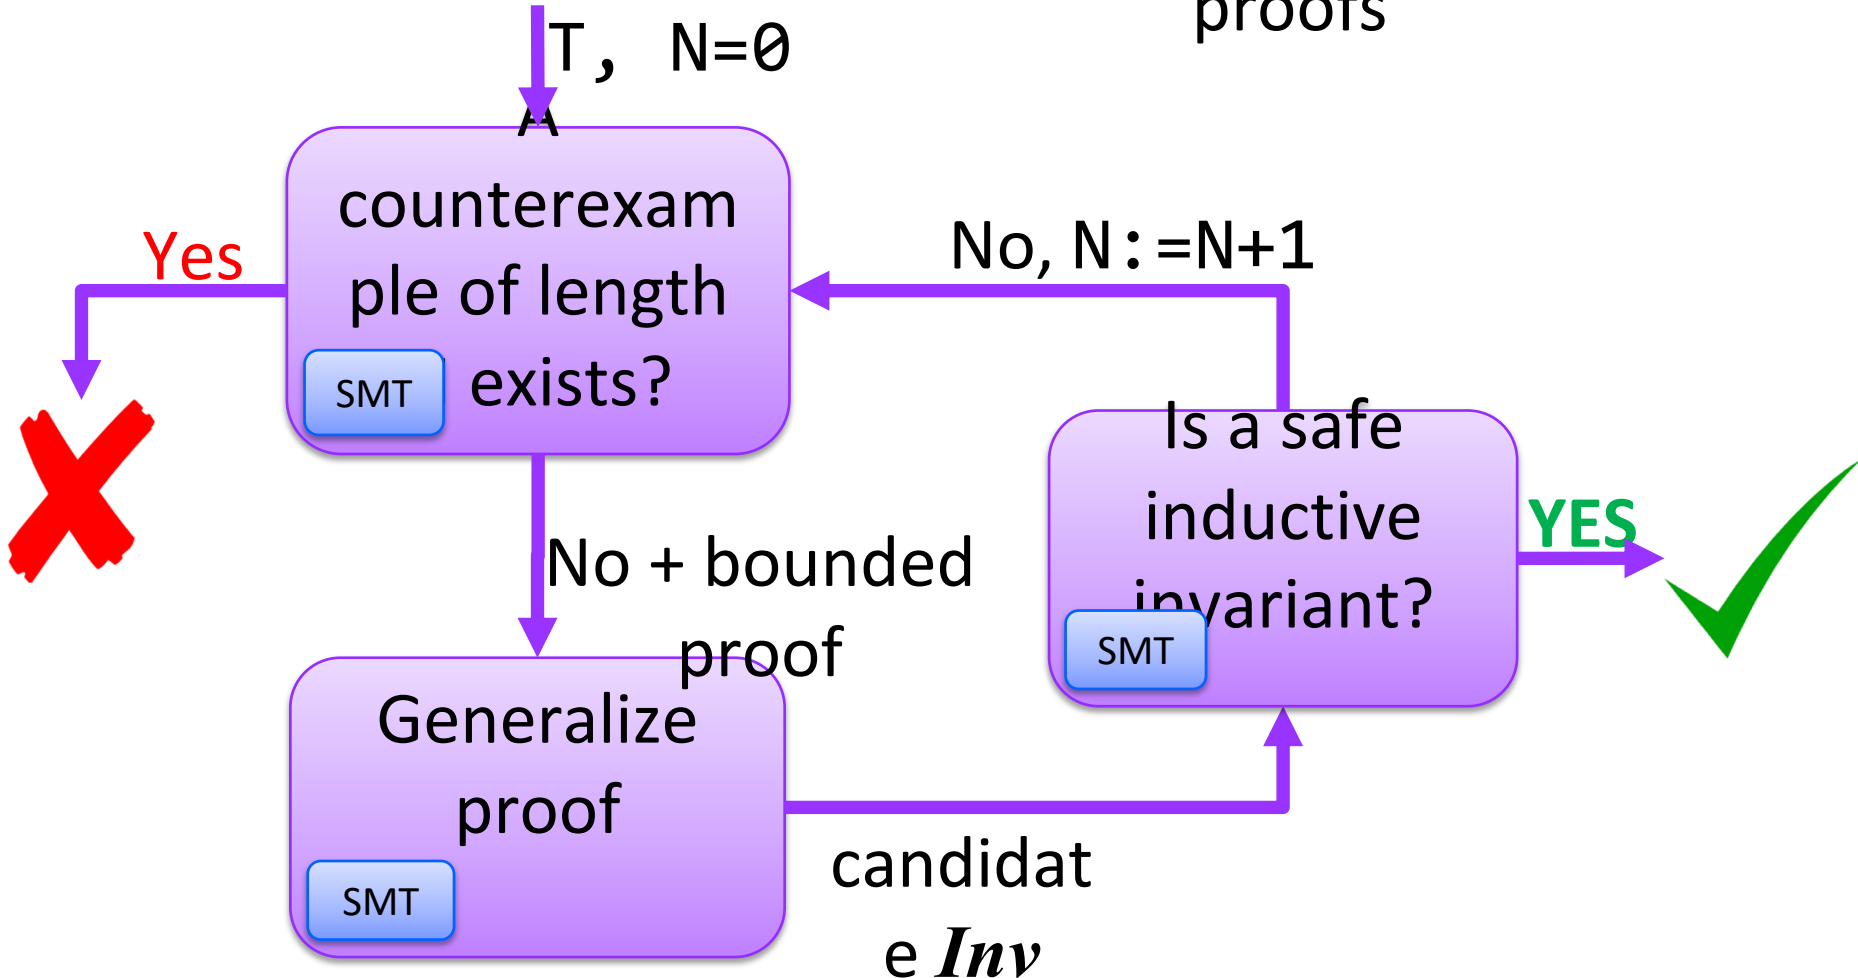 proofs
T, N=0
A
counterexam
ple of length
exists?
SMT
Yes
No, N:=N+1
Is a safe
inductive
invariant?
SMT
YES
No + bounded
proof
Generalize
proof
SMT
candidat
e Inv